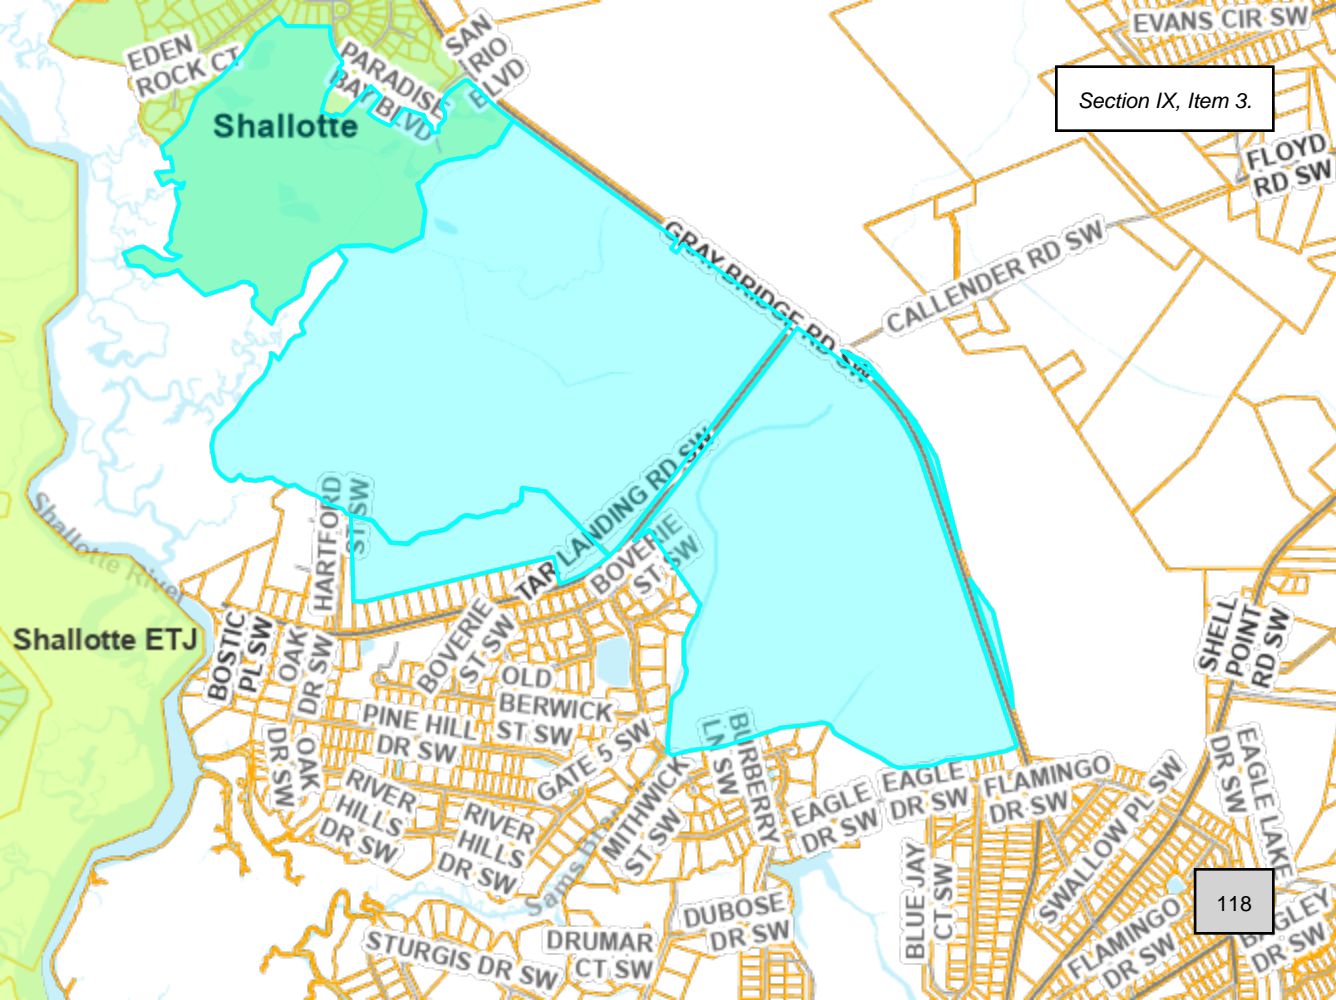 EVANS CIR SW
SAN
RIO
BLVD
EDEN
ROCK CT
PARADISE
BAY BLVD
Section IX, Item 3.
Shallotte
FLOYD
RD SW
GRAY BRIDGE RD SW
CALLENDER RD SW
TAR LANDING RD SW
HARTFORD
ST SW
BOVERIE
ST SW
Shallotte River
Shallotte ETJ
BOSTIC
PL SW
OAK
DR SW
BOVERIE
ST SW
OLD
BERWICK
ST SW
SHELL
POINT
RD SW
PINE HILL
DR SW
GATE 5 SW
OAK
DR SW
LN SW
BURBERRY
RIVER
HILLS
DR SW
RIVER
HILLS
DR SW
MITHWICK
ST SW
EAGLE
DR SW
EAGLE
DR SW
FLAMINGO
DR SW
SWALLOW PL SW
EAGLE LAKE
DR SW
BLUE JAY
CT SW
Sams
DUBOSE
DR SW
STURGIS DR SW
DRUMAR
CT SW
FLAMINGO
DR SW
118
BAGLEY
DR SW